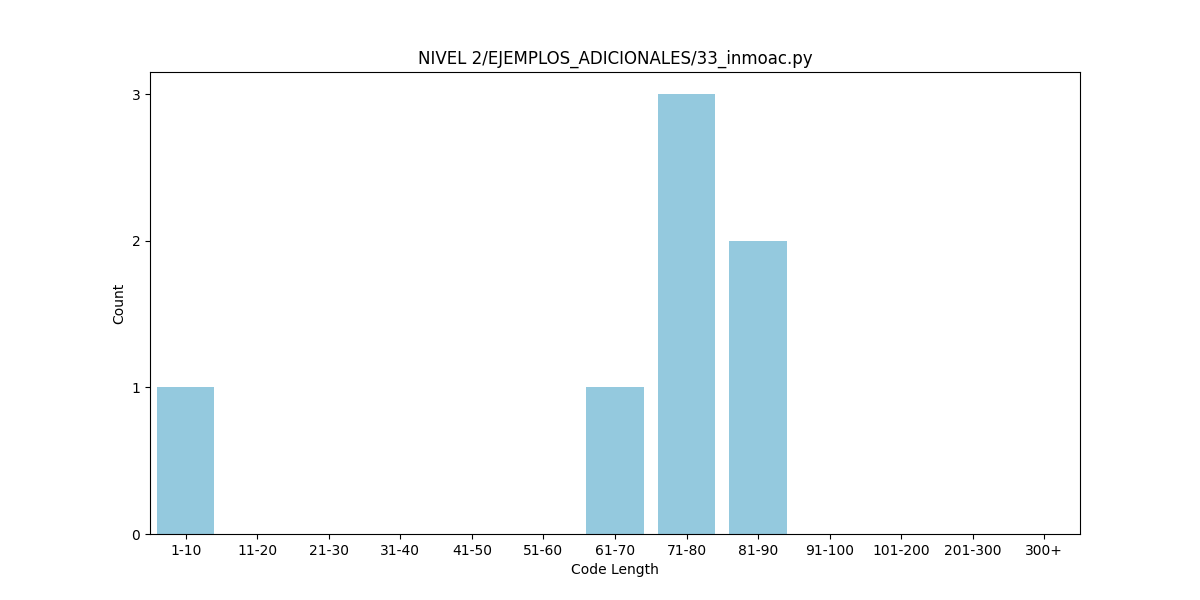 NIVEL 2/EJEMPLOS_ADICIONALES/33_inmoac.py
3
2
1
0
Count
1-10 11-20 21-30 31-40 41-50 51-60 61-70 71-80 81-90 91-100 101-200 201-300 300+
Code Length